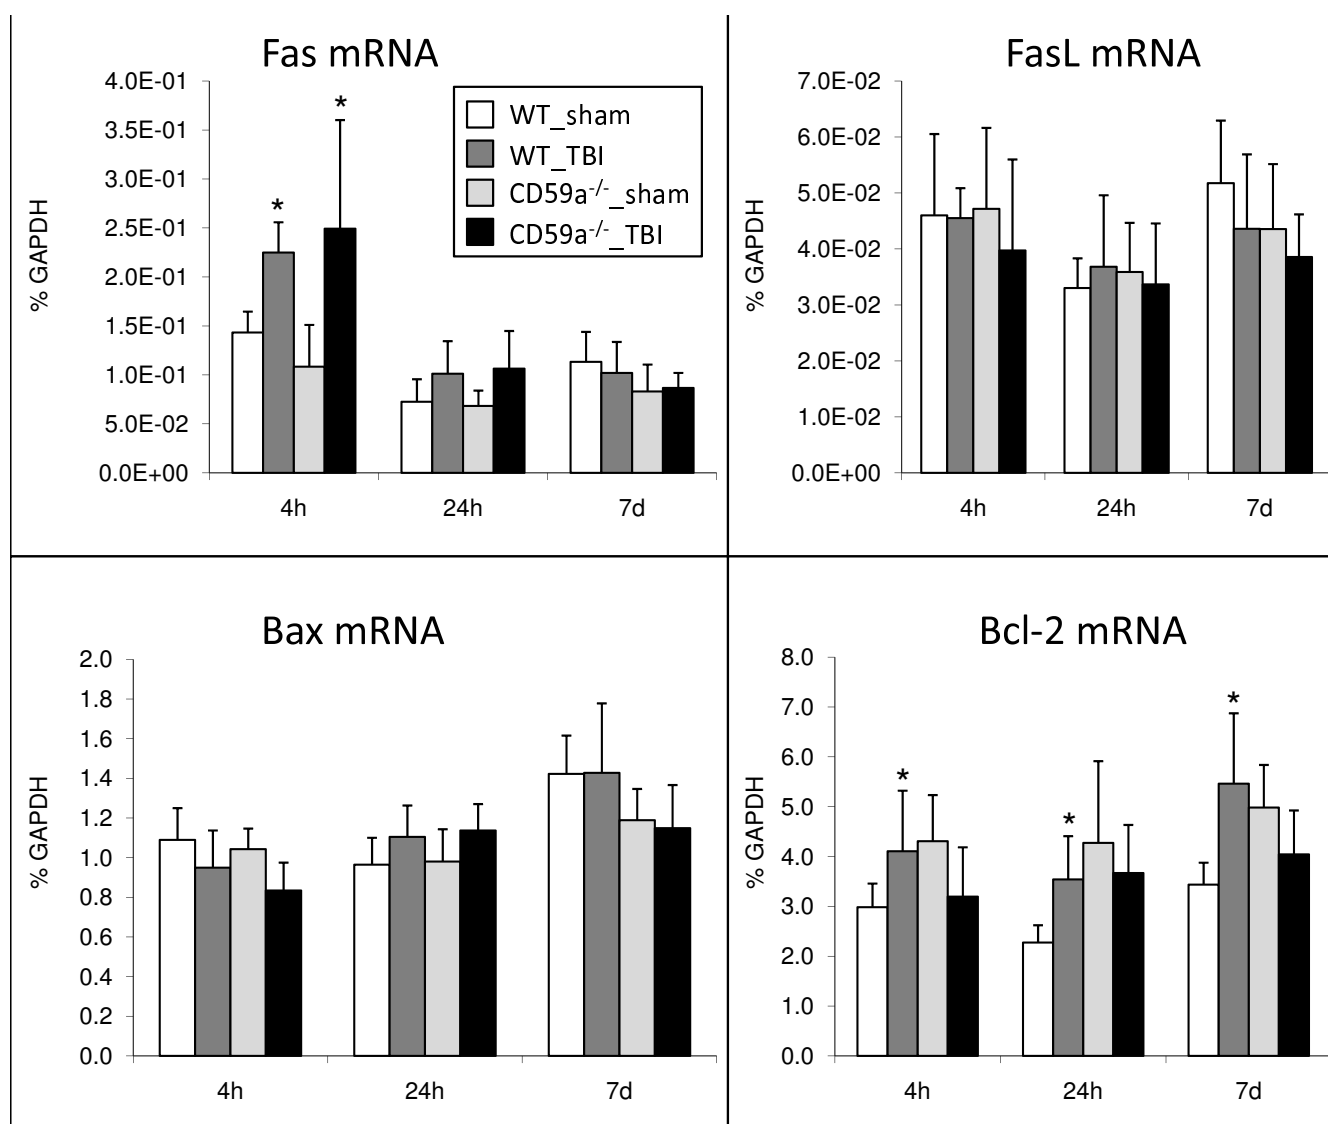 Fas mRNA
4.0E-01
3.5E-01
3.0E-01
2.5E-01
2.0E-01
1.5E-01
1.0E-01
5.0E-02
0.0E+00
% GAPDH
* * *
WT_sham
WT_TBI
CD59a-/-_sham
CD59a-/-_TBI
4h 24h 7d
FasL mRNA
7.0E-02
6.0E-02
5.0E-02
4.0E-02
3.0E-02
2.0E-02
1.0E-02
0.0E+00
% GAPDH
4h 24h 7d
Bax mRNA
2.0
1.8
1.6
1.4
1.2
1.0
0.8
0.6
0.4
0.2
0.0
% GAPDH
4h 24h 7d
Bcl-2 mRNA
8.0
7.0
6.0
5.0
4.0
3.0
2.0
1.0
0.0
% GAPDH
* * *
4h 24h 7d